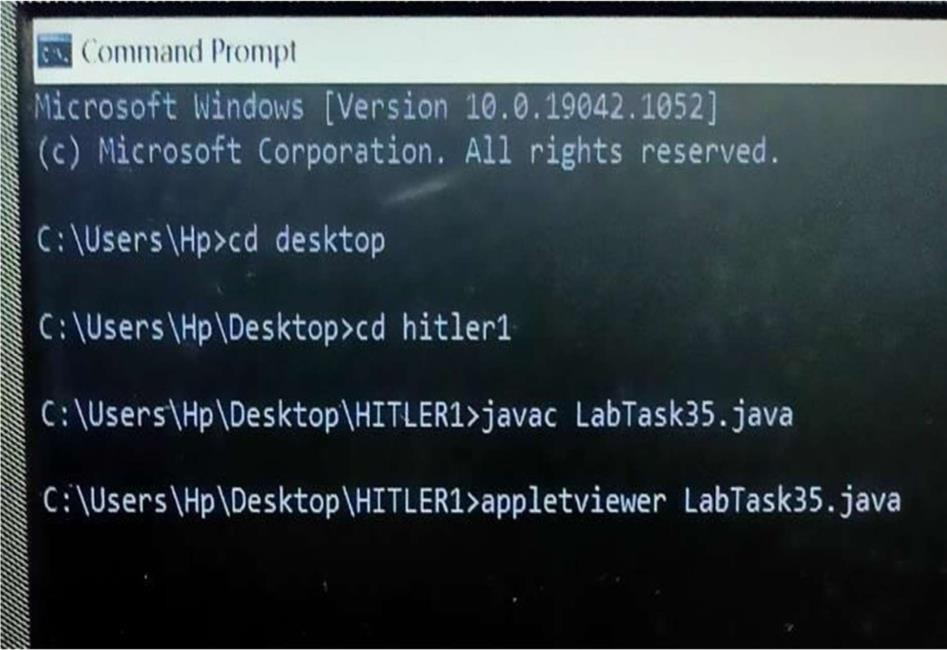 Command Prompt
Microsoft Windows [Version 10.0.19042.1052]
(c) Microsoft Corporation. All rights reserved.
C:\Users\Hp>cd desktop
C:\Users\Hp\Desktop>cd hitler1
C:\Users\Hp\Desktop\HITLER1>javac LabTask35.java
C:\Users\Hp\Desktop\HITLER1>appletviewer LabTask35.java